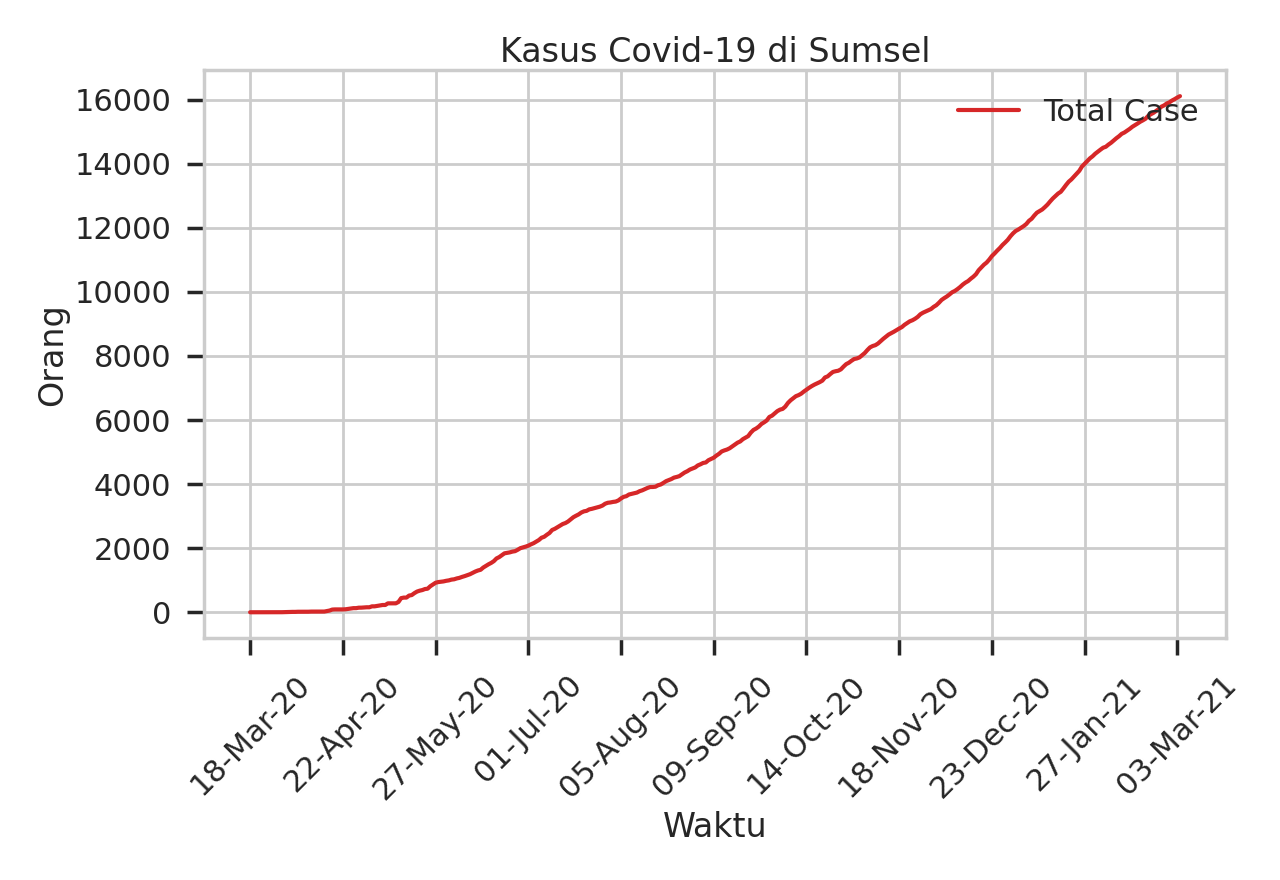 Kasus Covid-19 di Sumsel
Total Case
Orang
16000
14000
12000
10000
8000
6000
4000
2000
0
18-Mar-20
22-Apr-20
27-May-20
01-Jul-20
05-Aug-20
09-Sep-20
14-Oct-20
18-Nov-20
23-Dec-20
27-Jan-21
03-Mar-21
Waktu